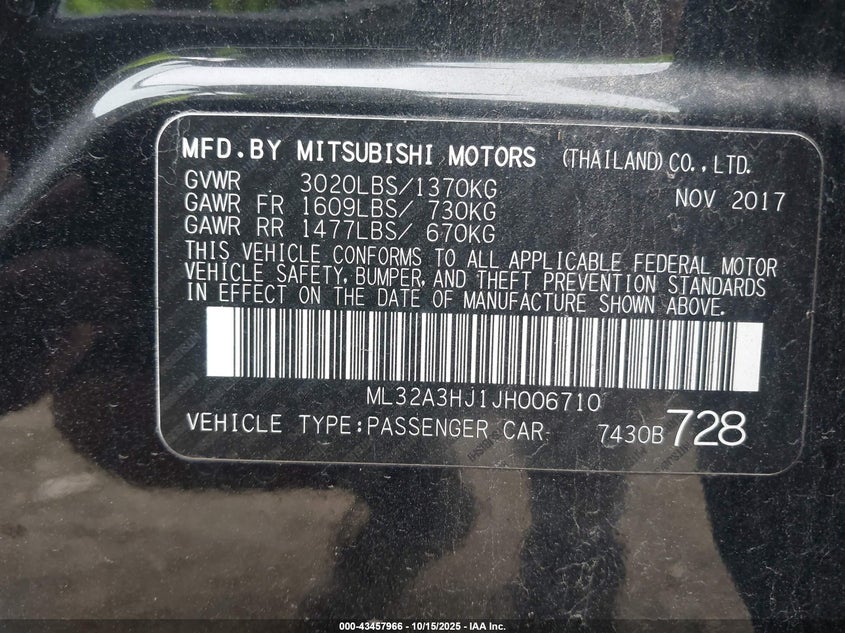 MFD.BY MITSUBISHI MOTORS (THAILAND)CO.,LTD.
GVWR 3020LBS/1370KG NOV 2017
GAWR FR 1609LBS/ 730KG
GAWR RR 1477LBS/ 670KG
THIS VEHICLE CONFORMS TO ALL APPLICABLE FEDERAL MOTOR
VEHICLE SAFETY, BUMPER, AND THEFT PREVENTION STANDARDS
IN EFFECT ON THE DATE OF MANUFACTURE SHOWN ABOVE.
ML32A3HJ1JH006710
VEHICLE TYPE:PASSENGER CAR 7430B 728
000-43457966 - 10/15/2025 - IAA Inc.